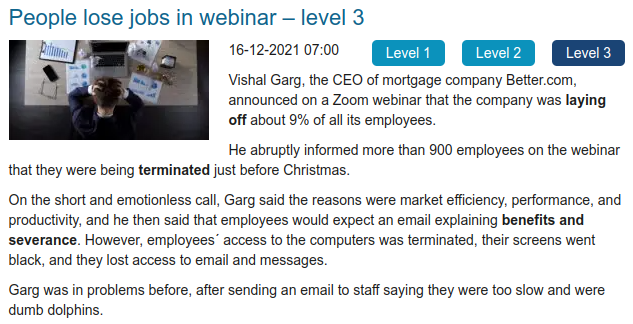 People lose jobs in webinar – level 3
16-12-2021 07:00
Level 1
Level 2
Level 3
Vishal Garg, the CEO of mortgage company Better.com,
announced on a Zoom webinar that the company was laying
off about 9% of all its employees.
He abruptly informed more than 900 employees on the webinar
that they were being terminated just before Christmas.
On the short and emotionless call, Garg said the reasons were market efficiency, performance, and
productivity, and he then said that employees would expect an email explaining benefits and
severance. However, employees´ access to the computers was terminated, their screens went
black, and they lost access to email and messages.
Garg was in problems before, after sending an email to staff saying they were too slow and were
dumb dolphins.